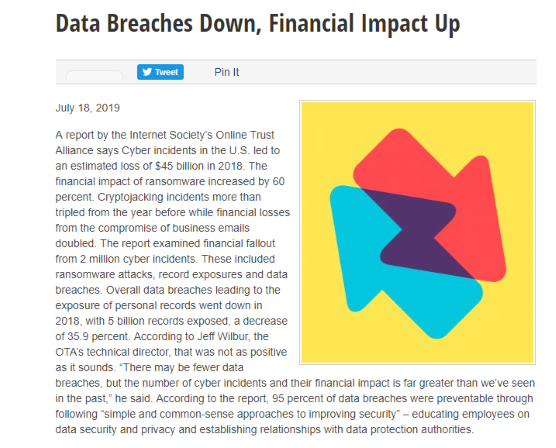 Data Breaches Down, Financial Impact Up
Tweet
Pin It
July 18, 2019
A report by the Internet Society's Online Trust
Alliance says Cyber incidents in the U.S. led to
an estimated loss of $45 billion in 2018. The
financial impact of ransomware increased by 60
percent. Cryptojacking incidents more than
tripled from the year before while financial losses
from the compromise of business emails
doubled. The report examined financial fallout
from 2 million cyber incidents. These included
ransomware attacks, record exposures and data
breaches. Overall data breaches leading to the
exposure of personal records went down in
2018, with 5 billion records exposed, a decrease
of 35.9 percent. According to Jeff Wilbur, the
OTA's technical director, that was not as positive
as it sounds. “There may be fewer data
breaches, but the number of cyber incidents and their financial impact is far greater than we've seen
in the past,” he said. According to the report, 95 percent of data breaches were preventable through
following “simple and common-sense approaches to improving security” – educating employees on
data security and privacy and establishing relationships with data protection authorities.